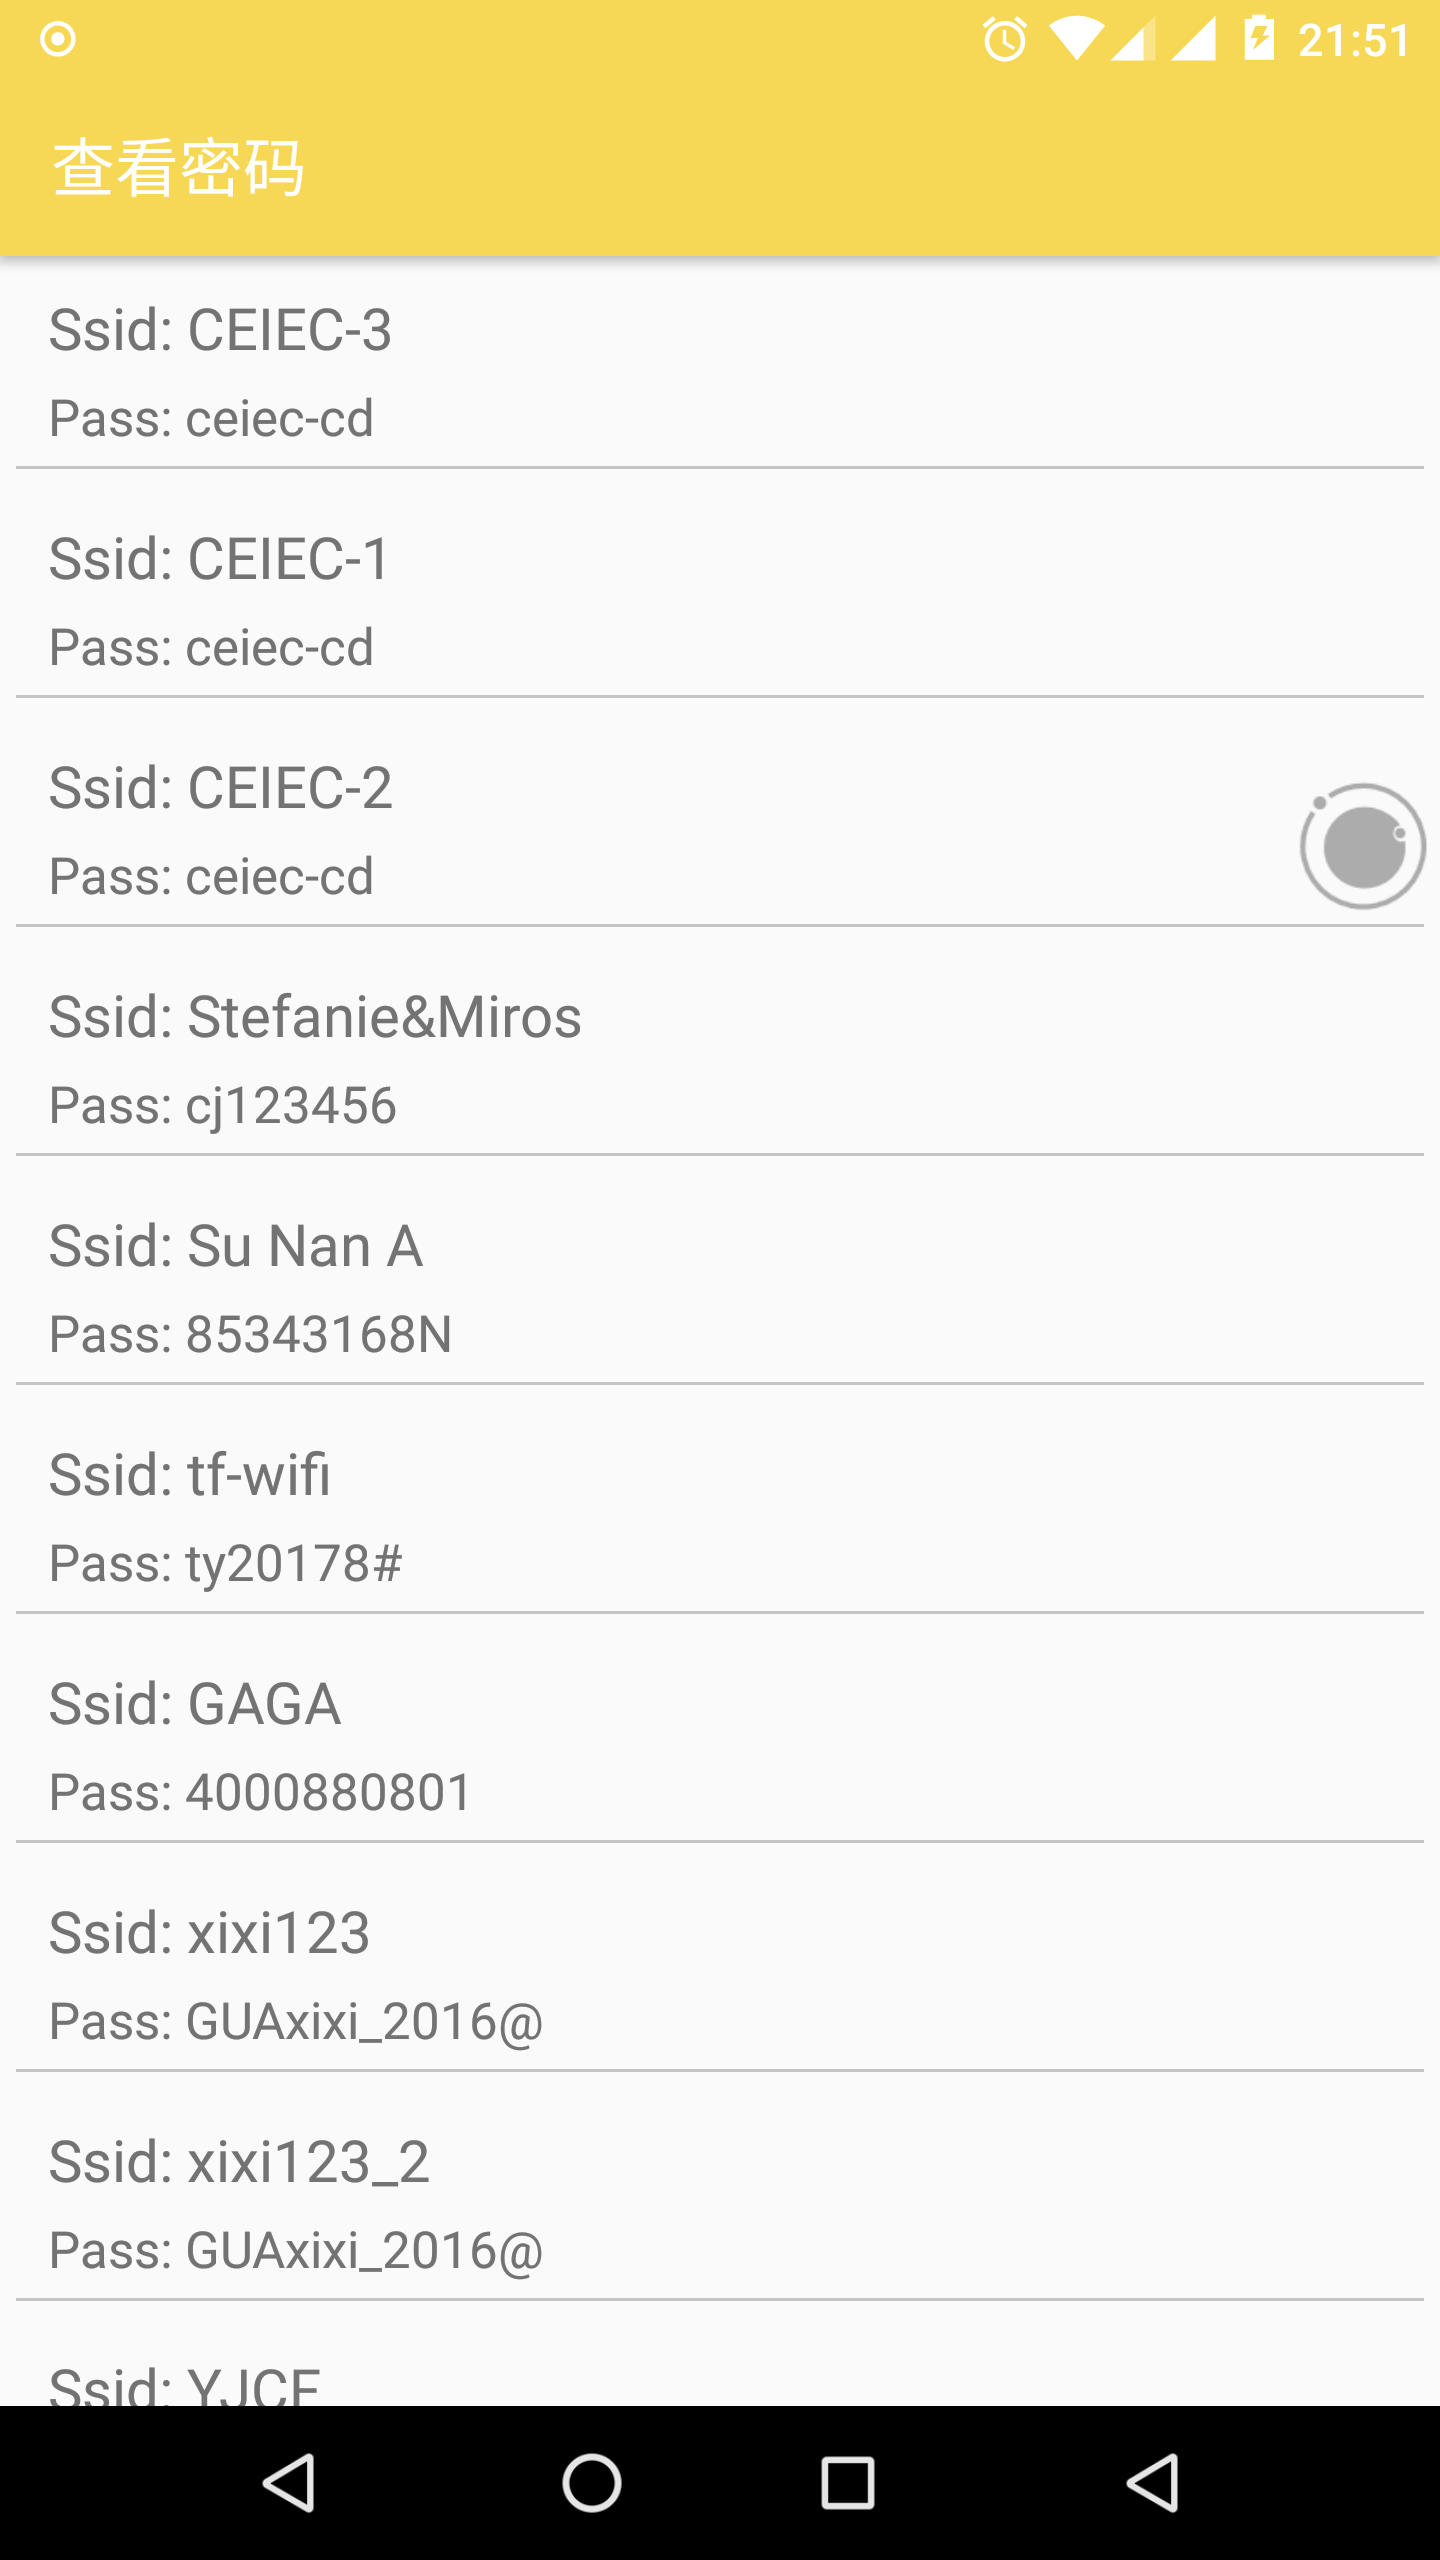 21:51
查看密码
Ssid: CEIEC-3
Pass: ceiec-cd
Ssid: CEIEC-1
Pass: ceiec-cd
Ssid: CEIEC-2
Pass: ceiec-cd
Ssid: Stefanie&Miros
Pass: cj123456
Ssid: Su Nan A
Pass: 85343168N
Ssid: tf-wifi
Pass: ty20178#
Ssid: GAGA
Pass: 4000880801
Ssid: xixi123
Pass: GUAxixi_2016@
Ssid: xixi123_2
Pass: GUAxixi_2016@
Ssid: